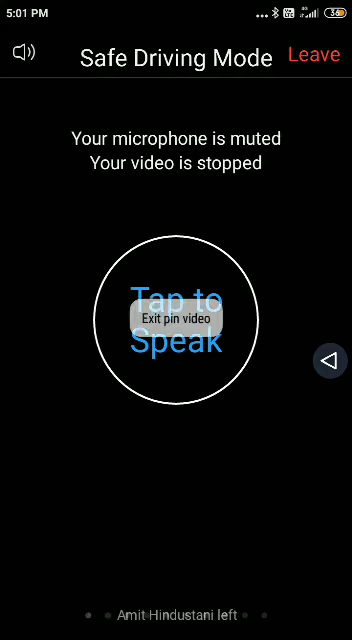 5:01 PM
36
Safe Driving Mode
Leave
Your microphone is muted
Your video is stopped
Tap to
Exit pin video
Speak
Amit Hindustani left